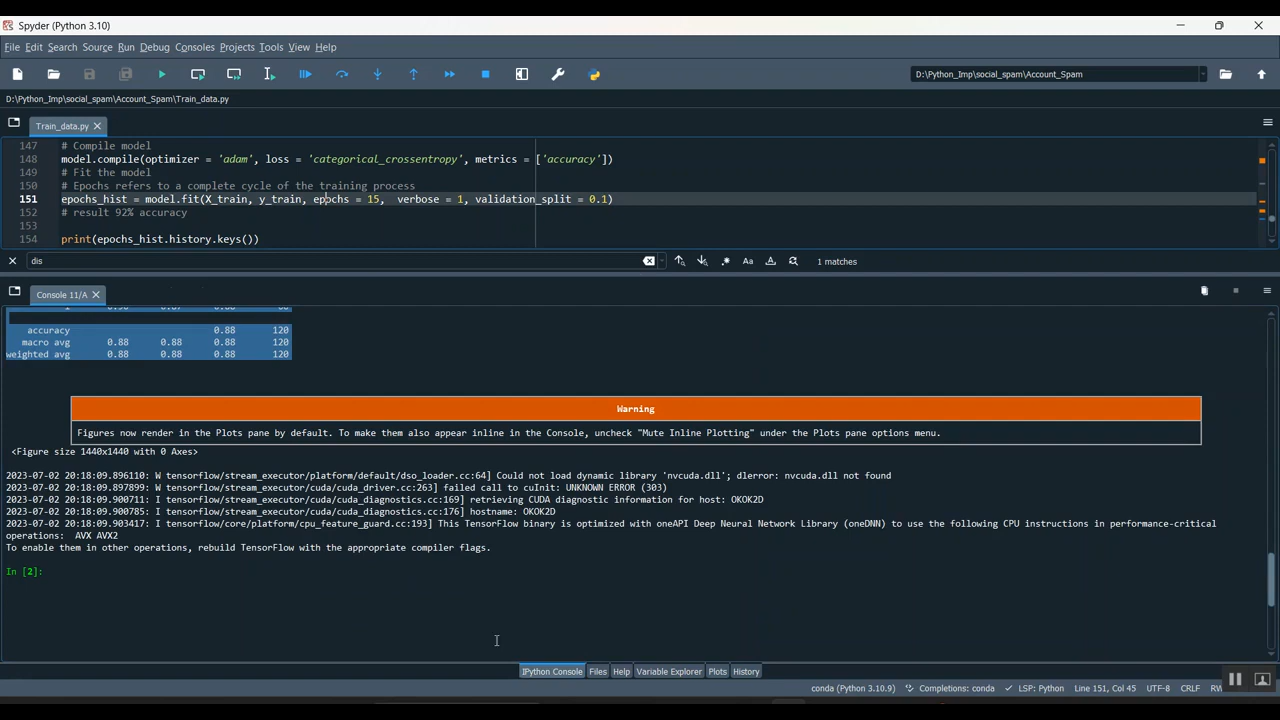 Spyder (Python 3.10)
File Edit Search Source Run Debug Consoles Projects Tools View Help
D:\Python_Imp\social_spam\Account_Spam
D:\Python_Imp\social_spam\Account_Spam\Train_data.py
Train_data.py
147 # Compile model
148 model.compile(optimizer = 'adam', loss = 'categorical_crossentropy', metrics = ['accuracy'])
149 # Fit the model
150 # Epochs refers to a complete cycle of the training process
151 epochs_hist = model.fit(X_train, y_train, epochs = 15,  verbose = 1, validation_split = 0.1)
152 # result 92% accuracy
153
154 print(epochs_hist.history.keys())
dis
Aa
1 matches
Console 11/A
accuracy 0.88 120
macro avg 0.88 0.88 0.88 120
weighted avg 0.88 0.88 0.88 120
Warning
Figures now render in the Plots pane by default. To make them also appear inline in the Console, uncheck "Mute Inline Plotting" under the Plots pane options menu.
<Figure size 1440x1440 with 0 Axes>
2023-07-02 20:18:09.896110: W tensorflow/stream_executor/platform/default/dso_loader.cc:64] Could not load dynamic library 'nvcuda.dll'; dlerror: nvcuda.dll not found
2023-07-02 20:18:09.897899: W tensorflow/stream_executor/cuda/cuda_driver.cc:263] failed call to cuInit: UNKNOWN ERROR (303)
2023-07-02 20:18:09.900711: I tensorflow/stream_executor/cuda/cuda_diagnostics.cc:169] retrieving CUDA diagnostic information for host: OKOK2D
2023-07-02 20:18:09.900785: I tensorflow/stream_executor/cuda/cuda_diagnostics.cc:176] hostname: OKOK2D
2023-07-02 20:18:09.903417: I tensorflow/core/platform/cpu_feature_guard.cc:193] This TensorFlow binary is optimized with oneAPI Deep Neural Network Library (oneDNN) to use the following CPU instructions in performance-critical
operations:  AVX AVX2
To enable them in other operations, rebuild TensorFlow with the appropriate compiler flags.
In [2]:
IPython Console Files Help Variable Explorer Plots History
conda (Python 3.10.9) Completions: conda LSP: Python Line 151, Col 45 UTF-8 CRLF RW